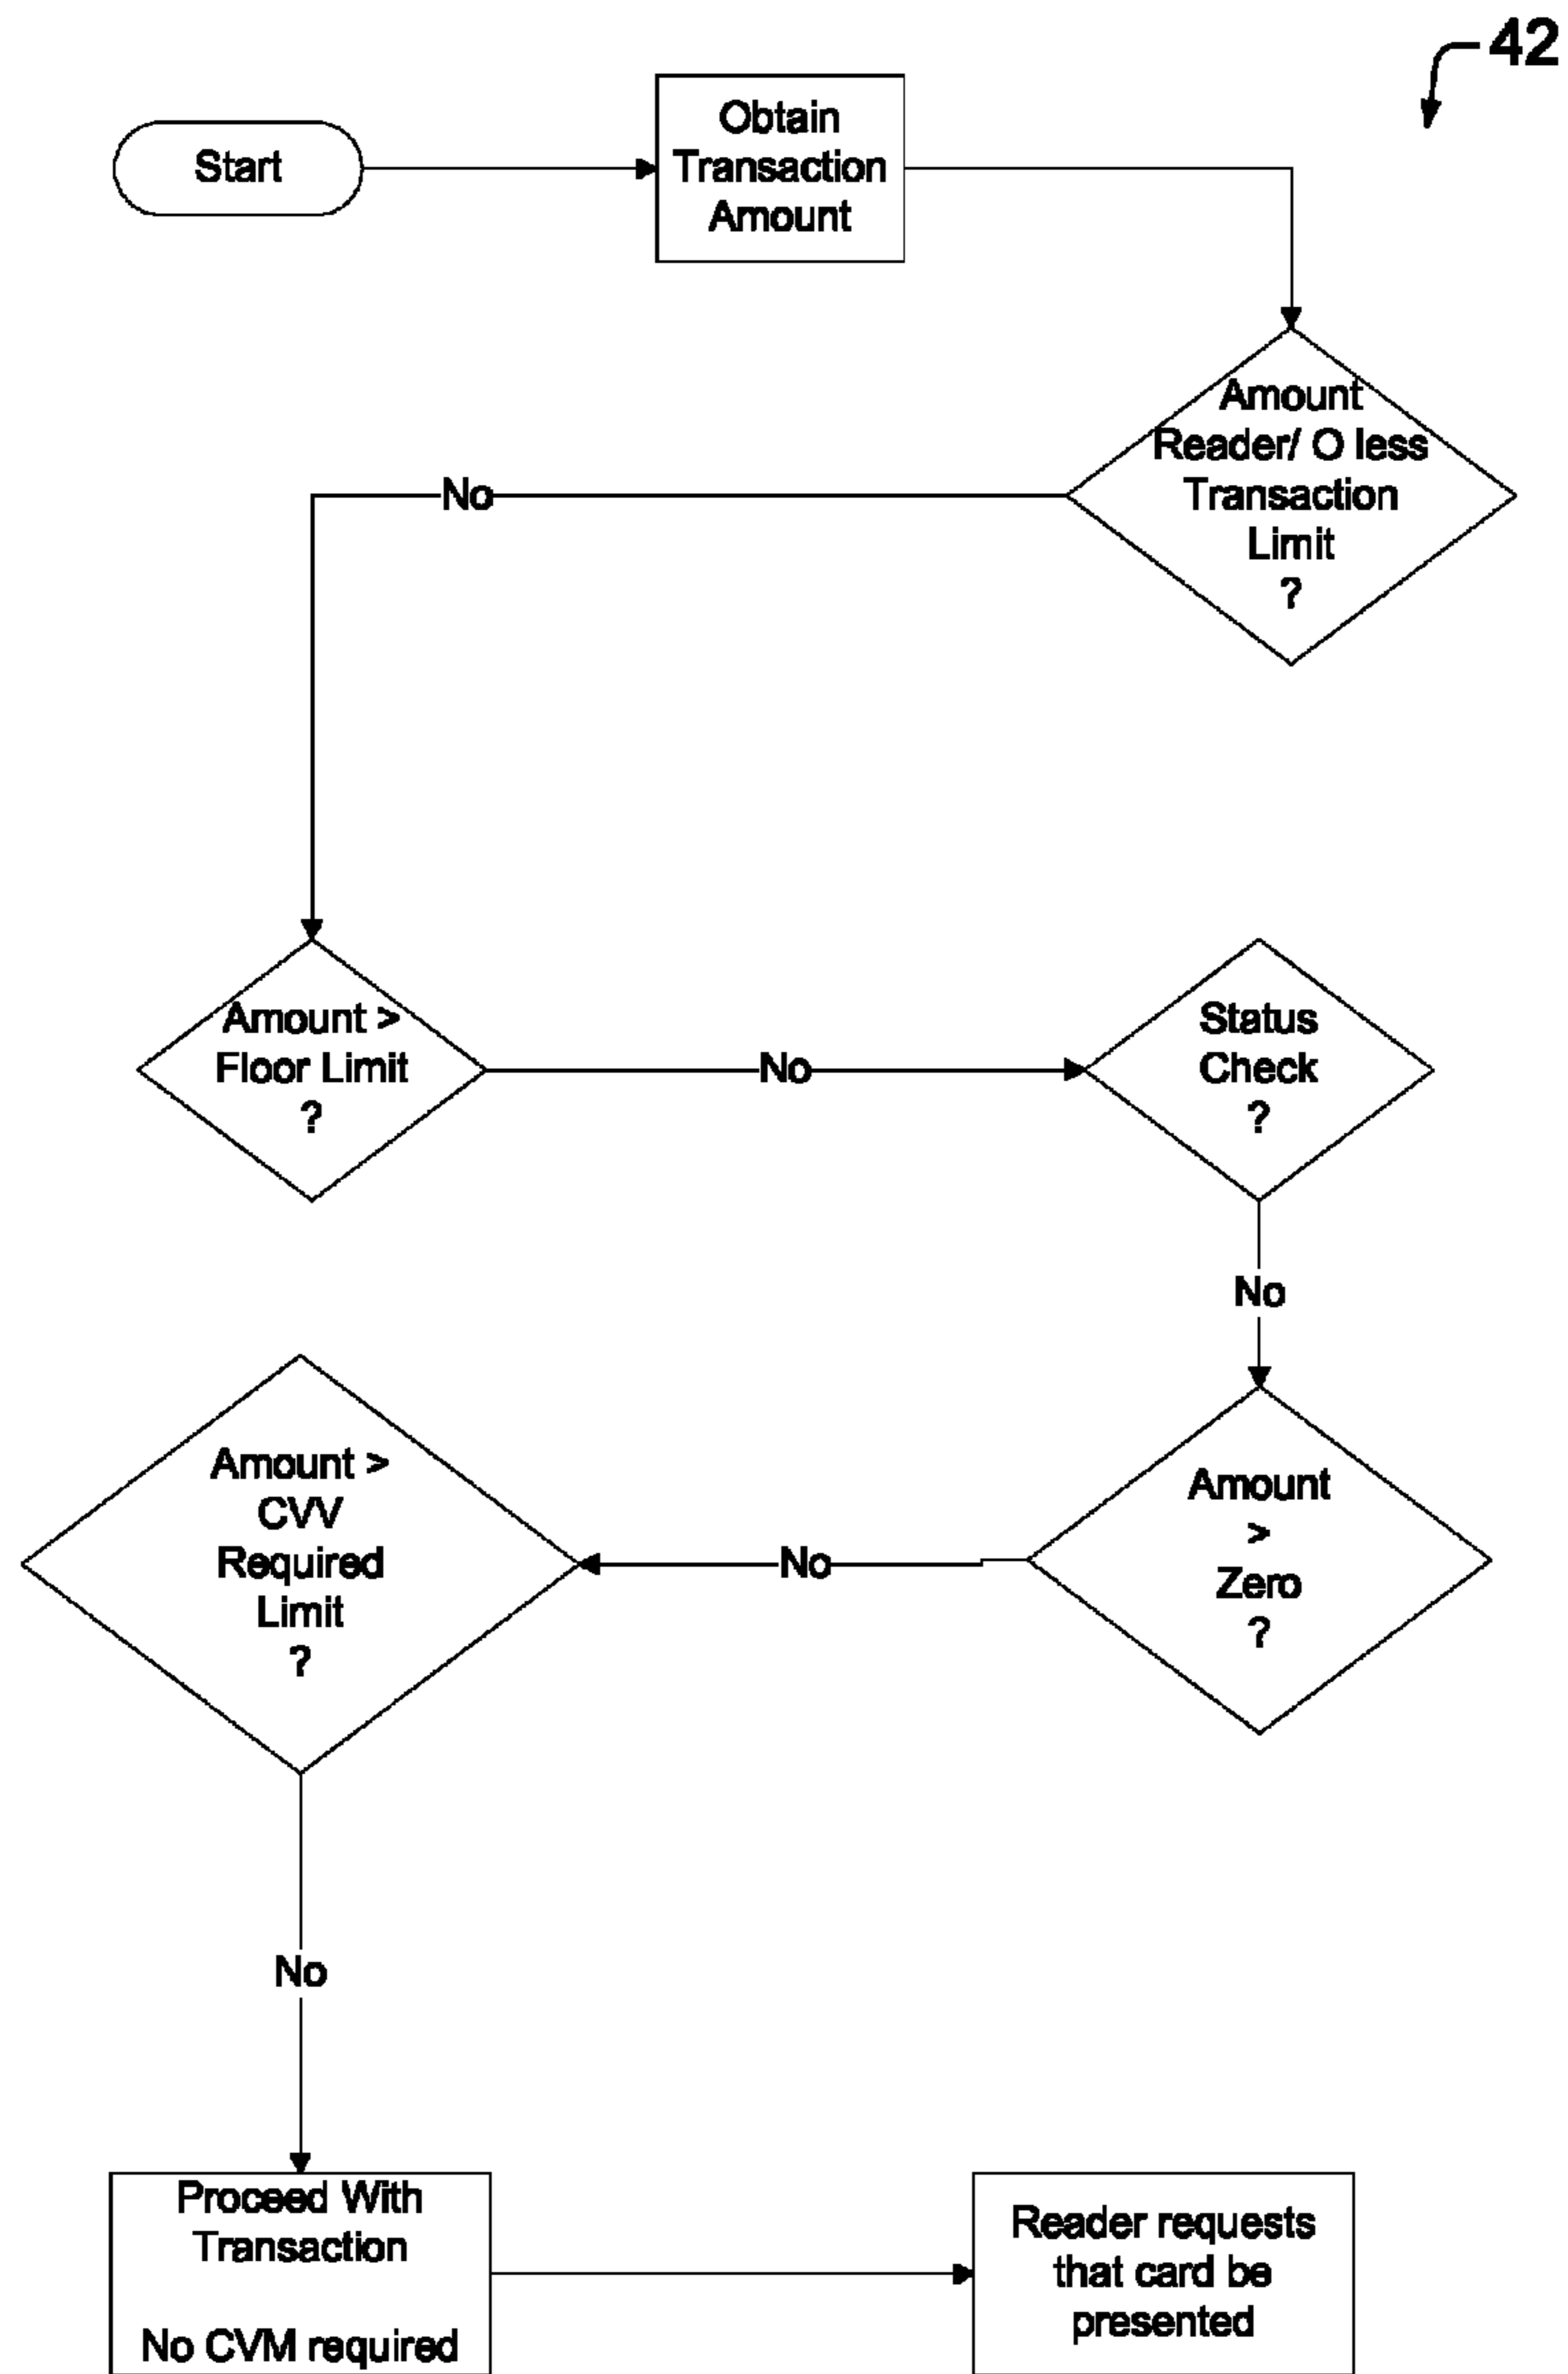 42
Start
Obtain
Transaction
Amount
Amount
Reader/ O less
Transaction
Limit
?
No
Amount >
Floor Limit
?
No
Status
Check
?
No
Amount
>
Zero
?
No
Amount >
CVV
Required
Limit
?
No
Proceed With
Transaction
No CVM required
Reader requests
that card be
presented